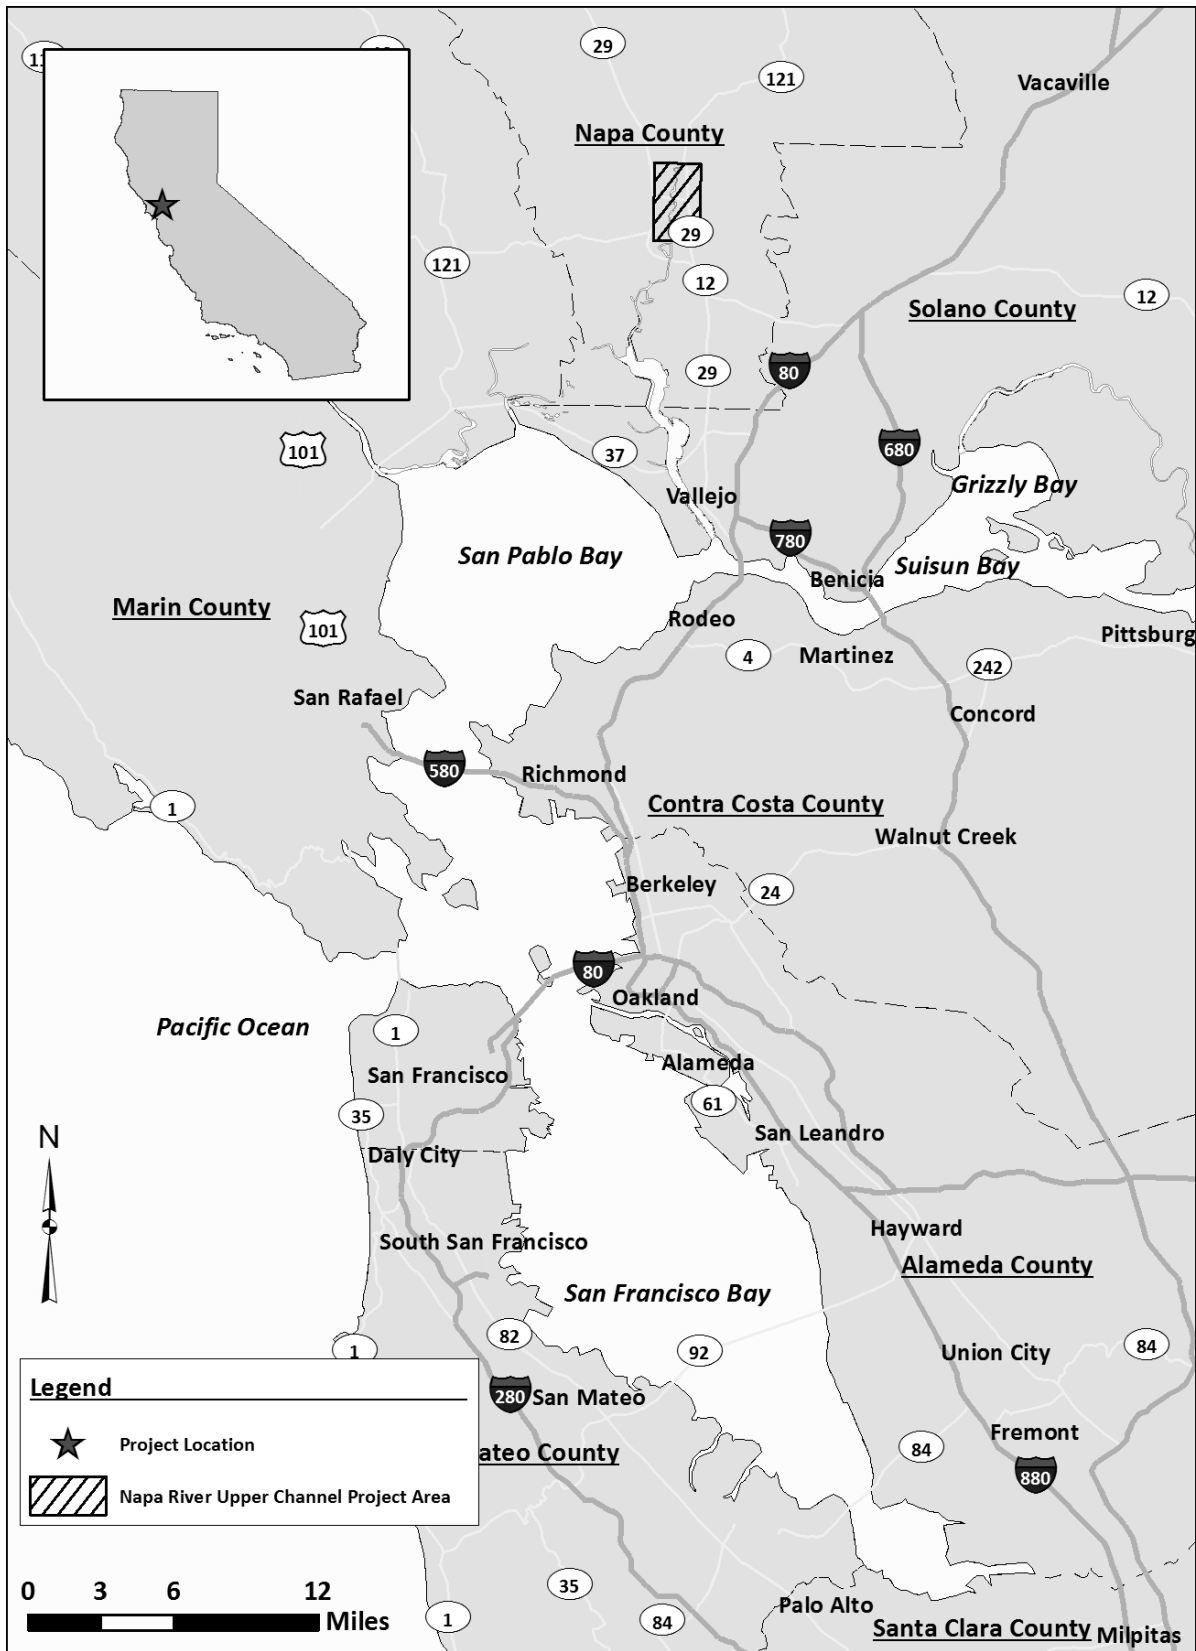 29
121
Vacaville
Napa County
29
121
12
12
Solano County
29
80
101
37
680
Grizzly Bay
Vallejo
780
San Pablo Bay
Suisun Bay
Benicia
Marin County
Rodeo
101
Pittsburg
4
Martinez
242
San Rafael
Concord
580
Richmond
1
Contra Costa County
Walnut Creek
Berkeley
24
80
Oakland
Pacific Ocean
1
Alameda
San Francisco
61
35
San Leandro
N
Daly City
Hayward
South San Francisco
Alameda County
San Francisco Bay
82
92
84
1
Union City
Legend
280
San Mateo
Fremont
Project Location
ateo County
84
880
Napa River Upper Channel Project Area
0 3 6 12
Miles
35
1
84
Palo Alto
Santa Clara County
Milpitas